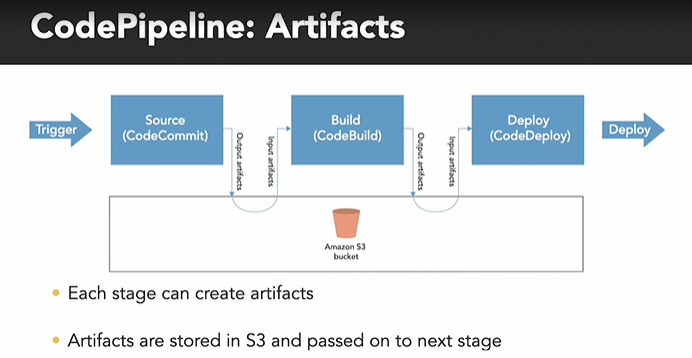 CodePipeline: Artifacts
Trigger
Source
(CodeCommit)
Output artifacts
Input artifacts
Build
(CodeBuild)
Output artifacts
Input artifacts
Deploy
(CodeDeploy)
Deploy
Amazon S3
bucket
Each stage can create artifacts
Artifacts are stored in S3 and passed on to next stage